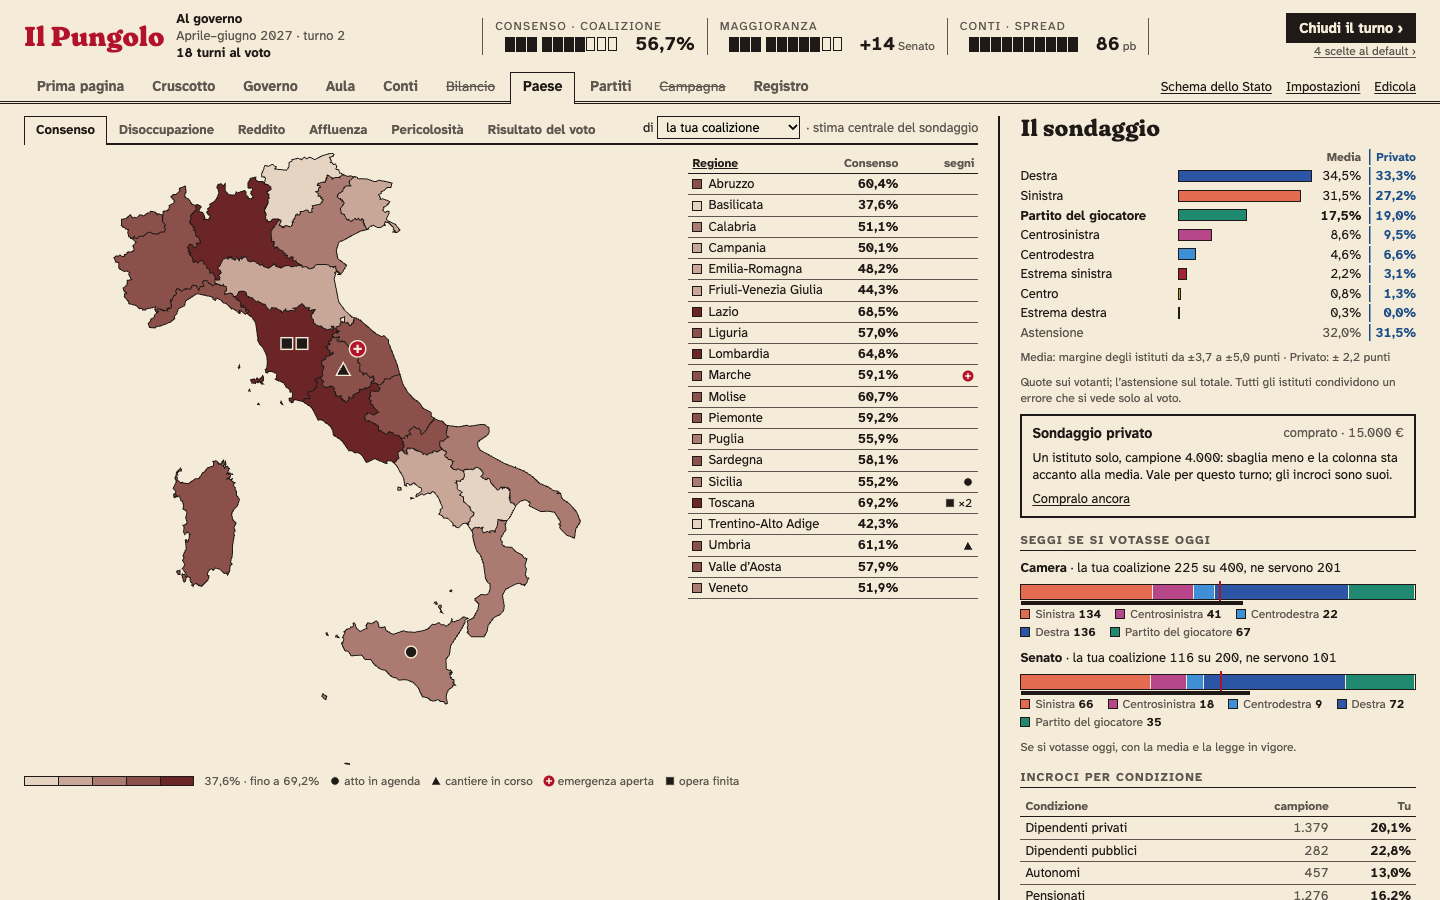 Il Pungolo
Al governo
Aprile–giugno 2027 · turno 2
18 turni al voto
CONSENSO · COALIZIONE
56,7%
MAGGIORANZA
+14 Senato
CONTI · SPREAD
86 pb
Chiudi il turno ›
4 scelte al default ›
Prima pagina Cruscotto Governo Aula Conti Bilancio Paese Partiti Campagna Registro
Schema dello Stato Impostazioni Edicola
Consenso Disoccupazione Reddito Affluenza Pericolosità Risultato del voto
di la tua coalizione · stima centrale del sondaggio
Regione Consenso segni
Abruzzo 60,4%
Basilicata 37,6%
Calabria 51,1%
Campania 50,1%
Emilia-Romagna 48,2%
Friuli-Venezia Giulia 44,3%
Lazio 68,5%
Liguria 57,0%
Lombardia 64,8%
Marche 59,1%
Molise 60,7%
Piemonte 59,2%
Puglia 55,9%
Sardegna 58,1%
Sicilia 55,2%
Toscana 69,2% ×2
Trentino-Alto Adige 42,3%
Umbria 61,1%
Valle d'Aosta 57,9%
Veneto 51,9%
37,6% · fino a 69,2% atto in agenda cantiere in corso emergenza aperta opera finita
Il sondaggio
Media Privato
Destra 34,5% 33,3%
Sinistra 31,5% 27,2%
Partito del giocatore 17,5% 19,0%
Centrosinistra 8,6% 9,5%
Centrodestra 4,6% 6,6%
Estrema sinistra 2,2% 3,1%
Centro 0,8% 1,3%
Estrema destra 0,3% 0,0%
Astensione 32,0% 31,5%
Media: margine degli istituti da ±3,7 a ±5,0 punti · Privato: ± 2,2 punti
Quote sui votanti; l'astensione sul totale. Tutti gli istituti condividono un
errore che si vede solo al voto.
Sondaggio privato comprato · 15.000 €
Un istituto solo, campione 4.000: sbaglia meno e la colonna sta
accanto alla media. Vale per questo turno; gli incroci sono suoi.
Compralo ancora
SEGGI SE SI VOTASSE OGGI
Camera · la tua coalizione 225 su 400, ne servono 201
Sinistra 134 Centrosinistra 41 Centrodestra 22
Destra 136 Partito del giocatore 67
Senato · la tua coalizione 116 su 200, ne servono 101
Sinistra 66 Centrosinistra 18 Centrodestra 9 Destra 72
Partito del giocatore 35
Se si votasse oggi, con la media e la legge in vigore.
INCROCI PER CONDIZIONE
Condizione campione Tu
Dipendenti privati 1.379 20,1%
Dipendenti pubblici 282 22,8%
Autonomi 457 13,0%
Pensionati 1.276 16,2%